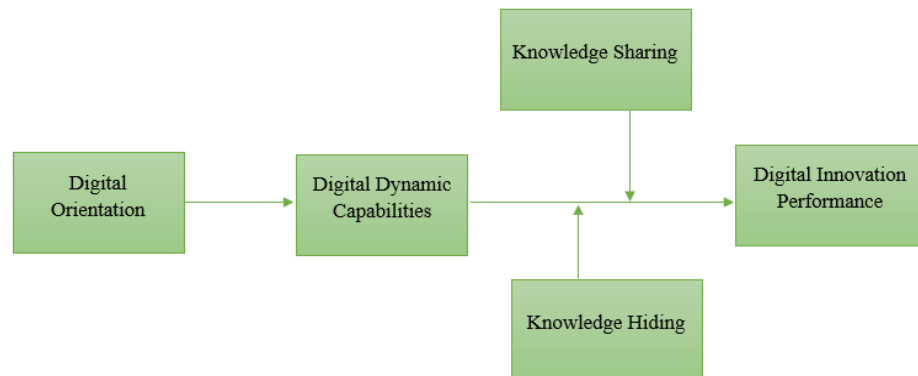 Knowledge Sharing
Digital
Orientation
Digital Dynamic
Capabilities
Digital Innovation
Performance
Knowledge Hiding